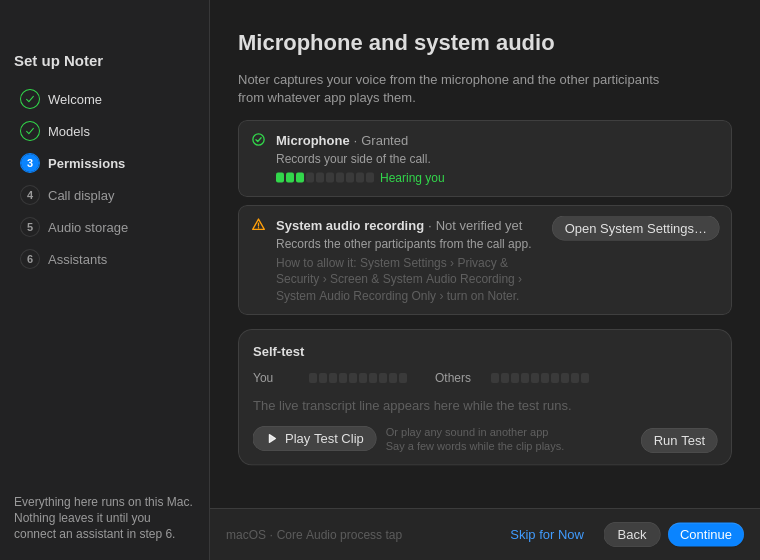 Set up Noter
Welcome
Models
3 Permissions
4 Call display
5 Audio storage
6 Assistants
Everything here runs on this Mac.
Nothing leaves it until you
connect an assistant in step 6.
Microphone and system audio
Noter captures your voice from the microphone and the other participants
from whatever app plays them.
Microphone · Granted
Records your side of the call.
Hearing you
System audio recording · Not verified yet
Records the other participants from the call app.
How to allow it: System Settings › Privacy &
Security › Screen & System Audio Recording ›
System Audio Recording Only › turn on Noter.
Open System Settings…
Self-test
You
Others
The live transcript line appears here while the test runs.
Play Test Clip
Or play any sound in another app
Say a few words while the clip plays.
Run Test
macOS · Core Audio process tap
Skip for Now
Back
Continue